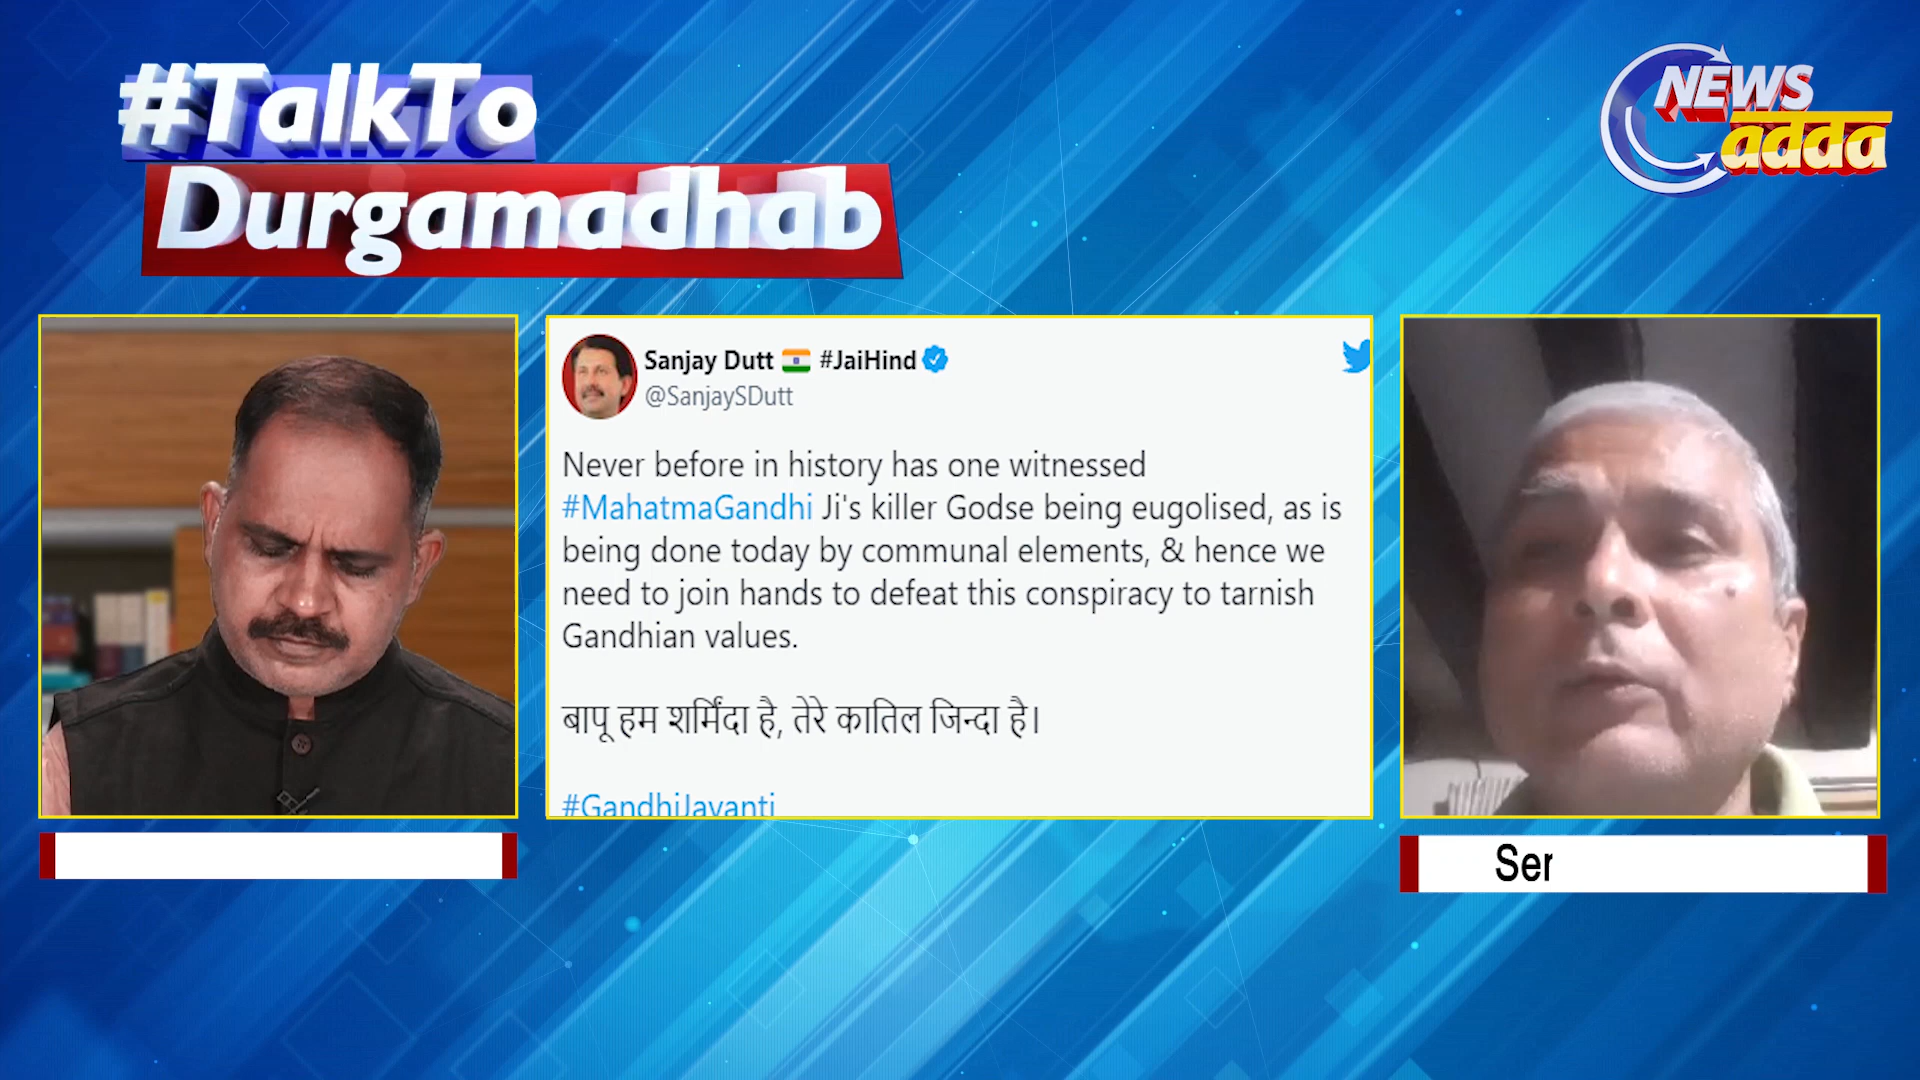 #TalkTo
Durgamadhab
NEWS
adda
Sanjay Dutt #JaiHind
@SanjaySDutt
Never before in history has one witnessed
#MahatmaGandhi Ji's killer Godse being eugolised, as is
being done today by communal elements, & hence we
need to join hands to defeat this conspiracy to tarnish
Gandhian values.
बापू हम शर्मिंदा है, तेरे कातिल जिन्दा है।
#GandhiJayanti
Ser